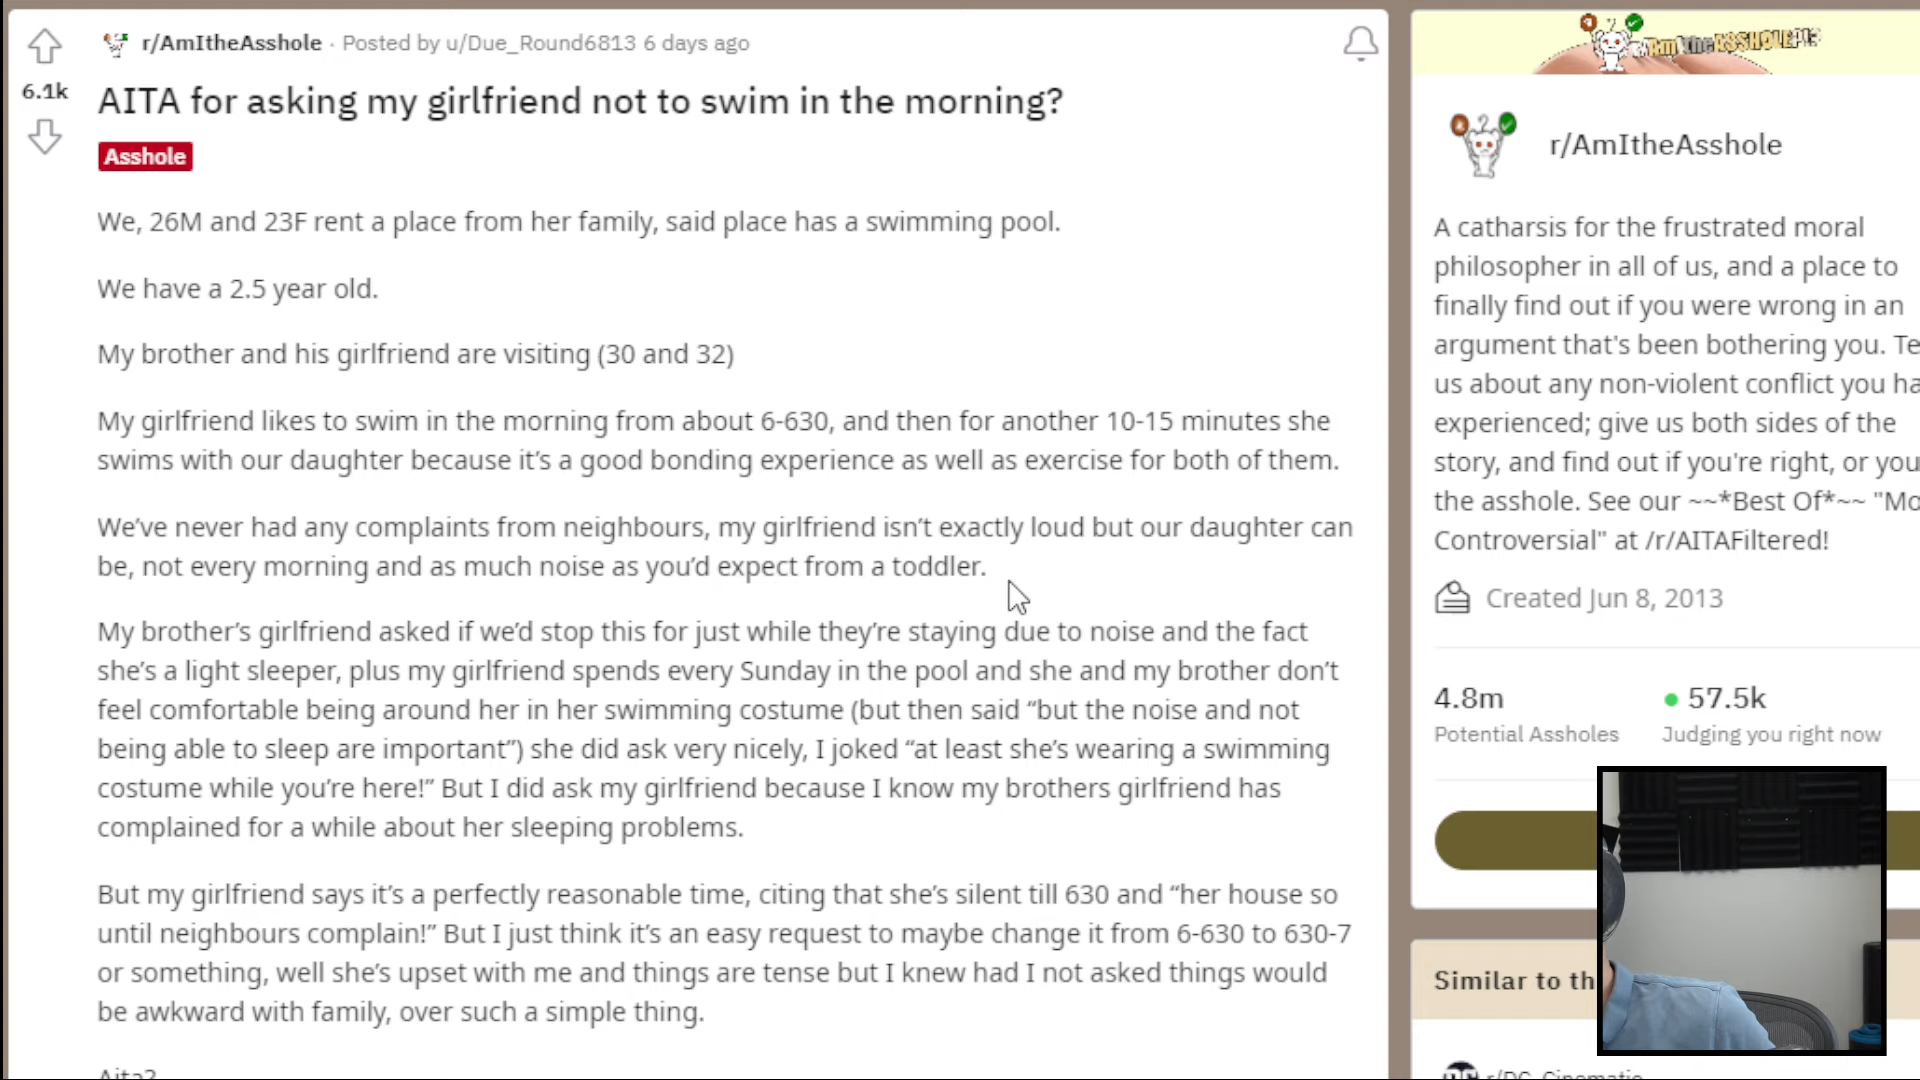 r/AmItheAsshole · Posted by u/Due_Round6813 6 days ago
6.1k
AITA for asking my girlfriend not to swim in the morning?
Asshole
We, 26M and 23F rent a place from her family, said place has a swimming pool.
We have a 2.5 year old.
My brother and his girlfriend are visiting (30 and 32)
My girlfriend likes to swim in the morning from about 6-630, and then for another 10-15 minutes she
swims with our daughter because it’s a good bonding experience as well as exercise for both of them.
We’ve never had any complaints from neighbours, my girlfriend isn’t exactly loud but our daughter can
be, not every morning and as much noise as you’d expect from a toddler.
My brother’s girlfriend asked if we’d stop this for just while they’re staying due to noise and the fact
she’s a light sleeper, plus my girlfriend spends every Sunday in the pool and she and my brother don’t
feel comfortable being around her in her swimming costume (but then said “but the noise and not
being able to sleep are important”) she did ask very nicely, I joked “at least she’s wearing a swimming
costume while you’re here!” But I did ask my girlfriend because I know my brothers girlfriend has
complained for a while about her sleeping problems.
But my girlfriend says it’s a perfectly reasonable time, citing that she’s silent till 630 and “her house so
until neighbours complain!” But I just think it’s an easy request to maybe change it from 6-630 to 630-7
or something, well she’s upset with me and things are tense but I knew had I not asked things would
be awkward with family, over such a simple thing.
Aita?
r/AmItheAsshole
A catharsis for the frustrated moral
philosopher in all of us, and a place to
finally find out if you were wrong in an
argument that's been bothering you. Te
us about any non-violent conflict you ha
experienced; give us both sides of the
story, and find out if you're right, or you
the asshole. See our ~~*Best Of*~~ "Mo
Controversial" at /r/AITAFiltered!
Created Jun 8, 2013
4.8m
57.5k
Potential Assholes
Judging you right now
Similar to th
r/DC_Cinematic